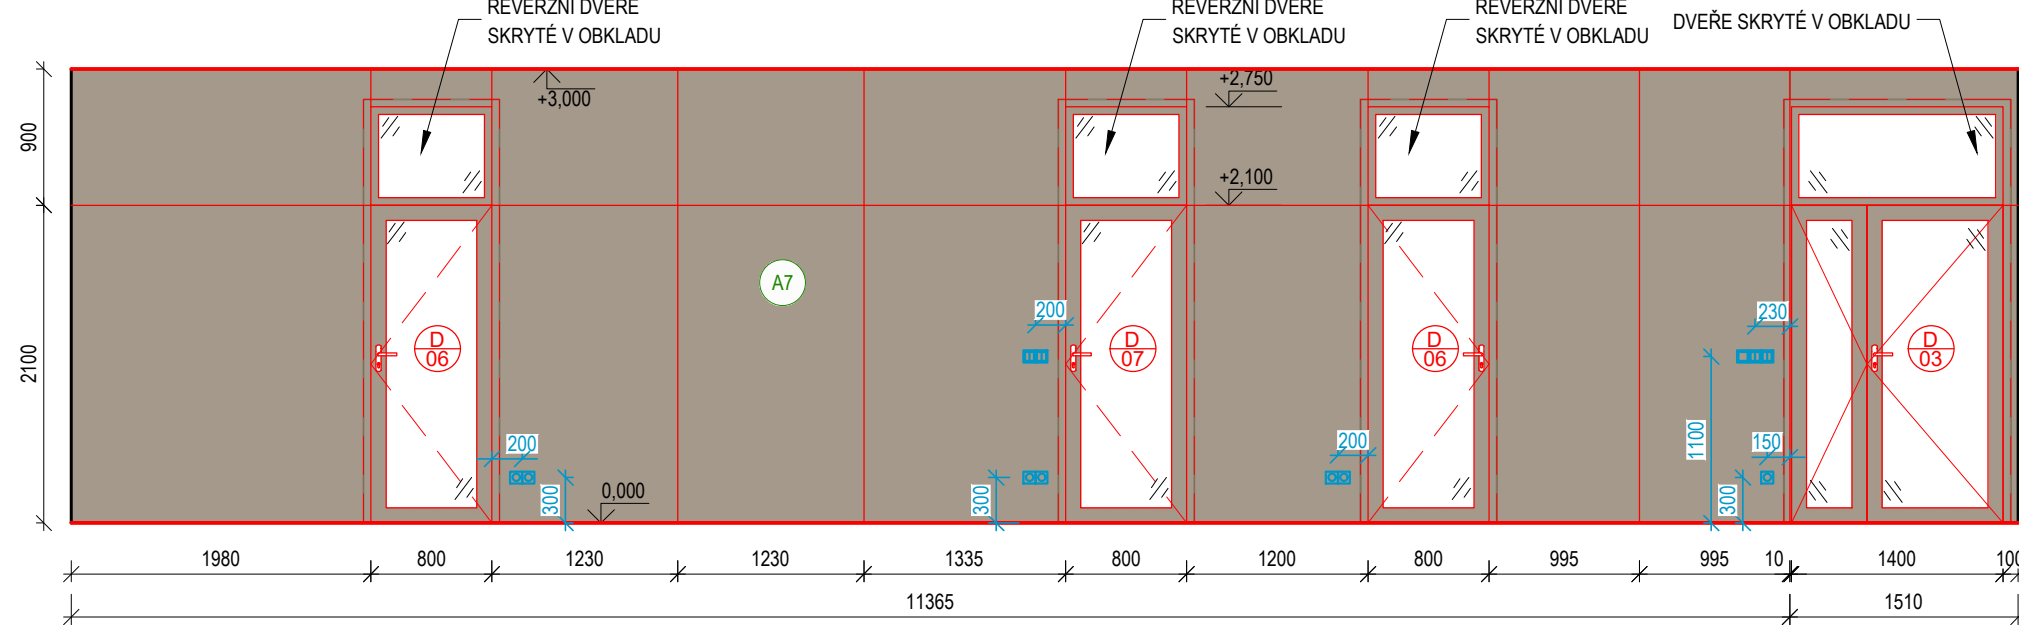 REVERZNÍ DVEŘE
SKRYTÉ V OBKLADU
REVERZNÍ DVEŘE
SKRYTÉ V OBKLADU
REVERZNÍ DVEŘE
SKRYTÉ V OBKLADU
DVEŘE SKRYTÉ V OBKLADU
+3,000
+2,750
+2,100
0,000
900
2100
A7
D
06
D
07
D
06
D
03
200
300
200
300
200
230
1100
150
300
1980
800
1230
1230
1335
800
1200
800
995
995
10
1400
100
11365
1510